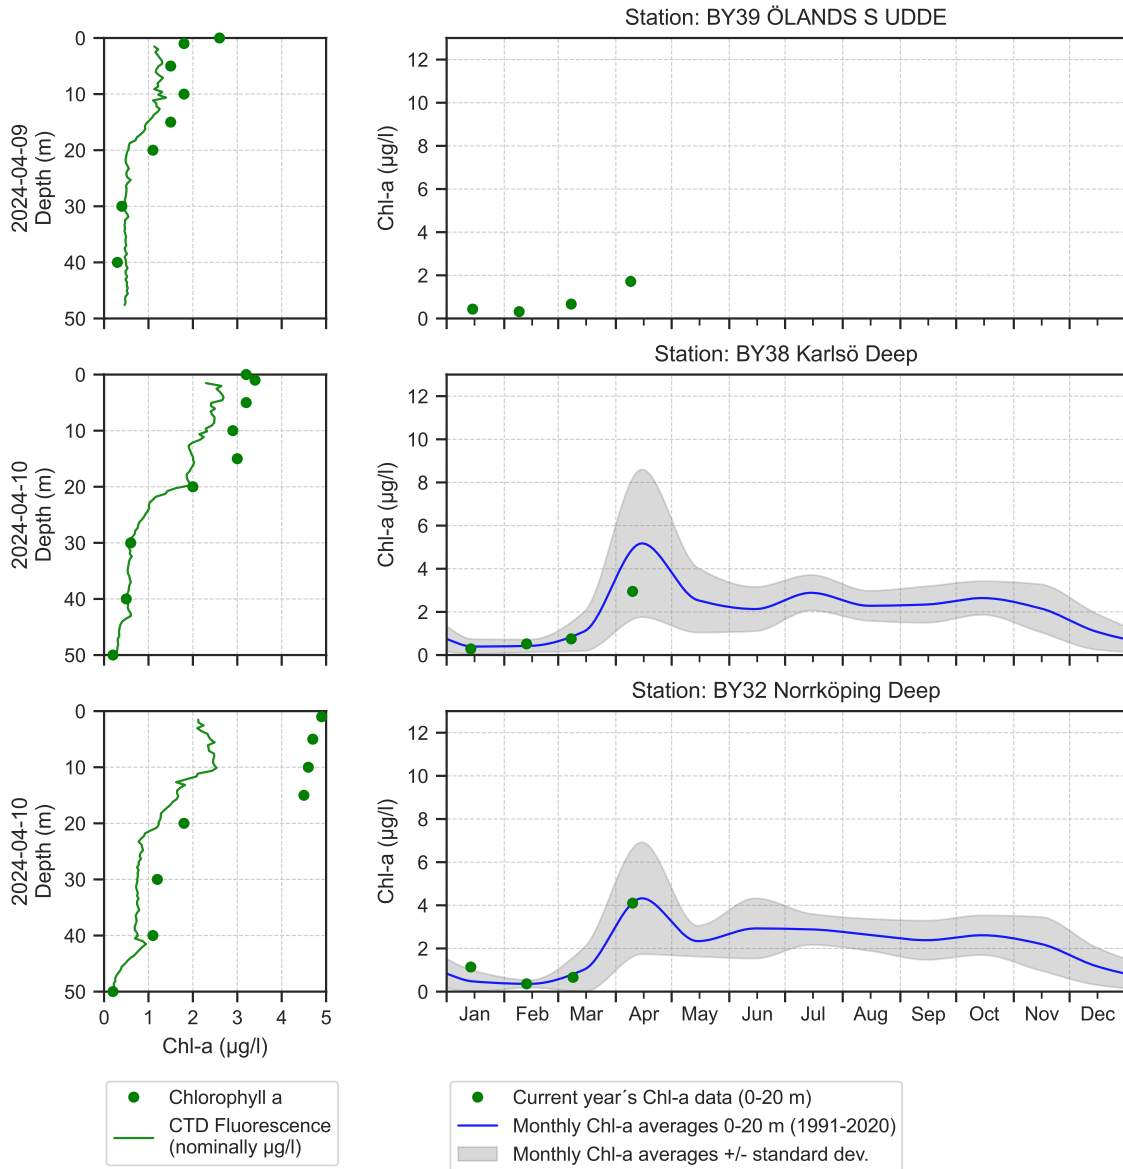 Station: BY39 ÖLANDS S UDDE
2024-04-09
Depth (m)
0
10
20
30
40
50
Chl-a (µg/l)
12
10
8
6
4
2
0
Station: BY38 Karlsö Deep
2024-04-10
Depth (m)
0
10
20
30
40
50
Chl-a (µg/l)
12
10
8
6
4
2
0
Station: BY32 Norrköping Deep
2024-04-10
Depth (m)
0
10
20
30
40
50
0 1 2 3 4 5
Chl-a (µg/l)
Chl-a (µg/l)
12
10
8
6
4
2
0
Jan Feb Mar Apr May Jun Jul Aug Sep Oct Nov Dec
Chlorophyll a
CTD Fluorescence
(nominally µg/l)
Current year´s Chl-a data (0-20 m)
Monthly Chl-a averages 0-20 m (1991-2020)
Monthly Chl-a averages +/- standard dev.